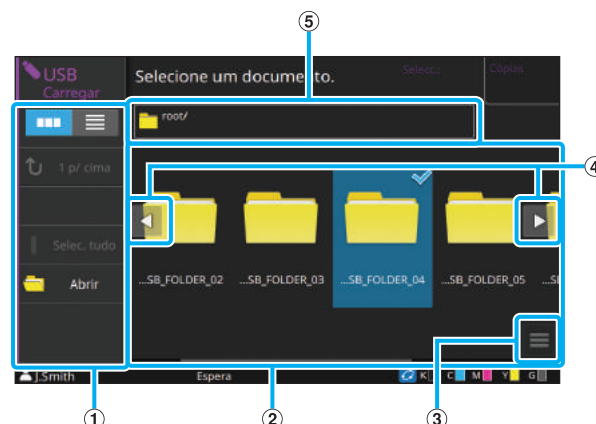 5
USB
Carregar
Selecione um documento.
Selecc.:
Cópias
root/
4
1 p/ cima
Selec. tudo
Abrir
...SB_FOLDER_02
...SB_FOLDER_03
...SB_FOLDER_04
...SB_FOLDER_05
J.Smith
Espera
K C M Y G
1
2
3